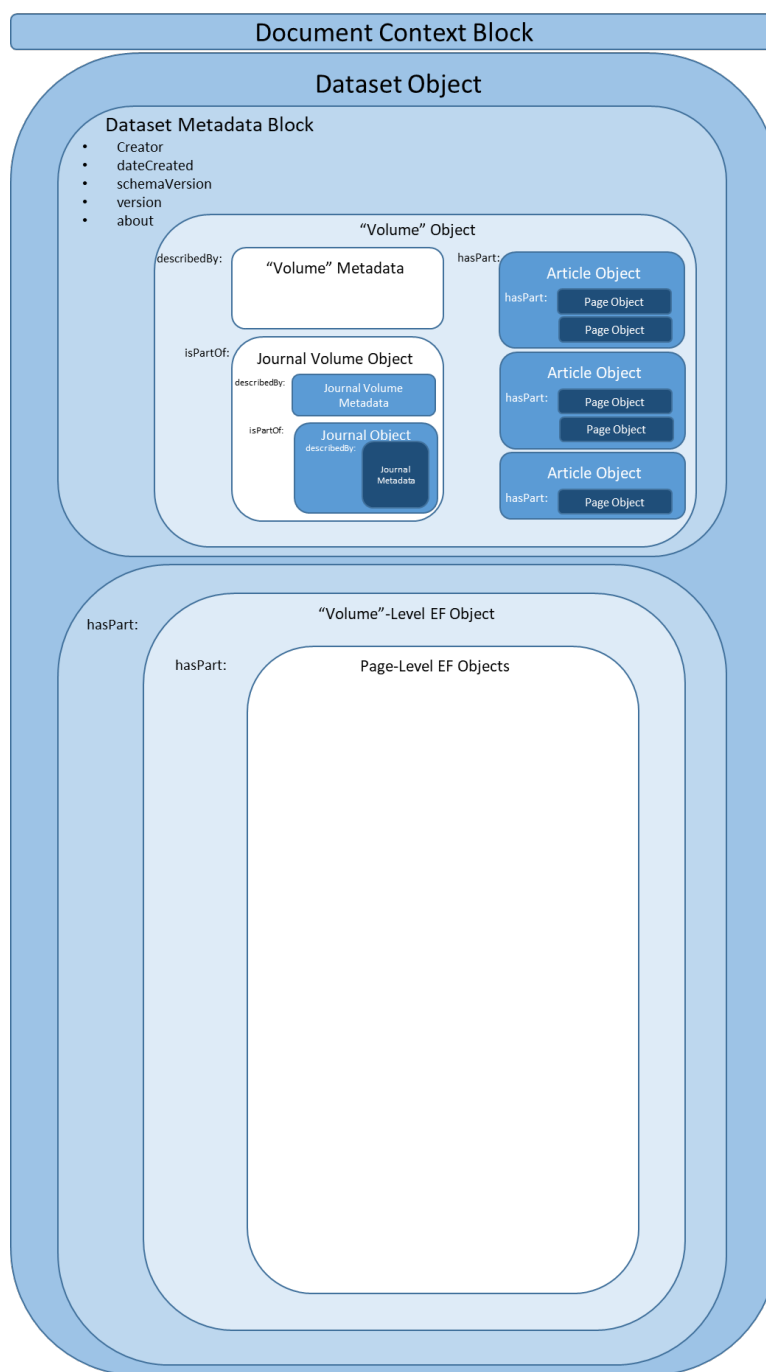 Document Context Block
Dataset Object
Dataset Metadata Block
• Creator
• dateCreated
• schemaVersion
• version
• about
“Volume” Object
describedBy:
“Volume” Metadata
isPartOf:
Journal Volume Object
describedBy:
Journal Volume
Metadata
isPartOf:
Journal Object
describedBy:
Journal
Metadata
hasPart:
Article Object
hasPart:
Page Object
Page Object
Article Object
hasPart:
Page Object
Page Object
Article Object
hasPart:
Page Object
hasPart:
“Volume”-Level EF Object
hasPart:
Page-Level EF Objects